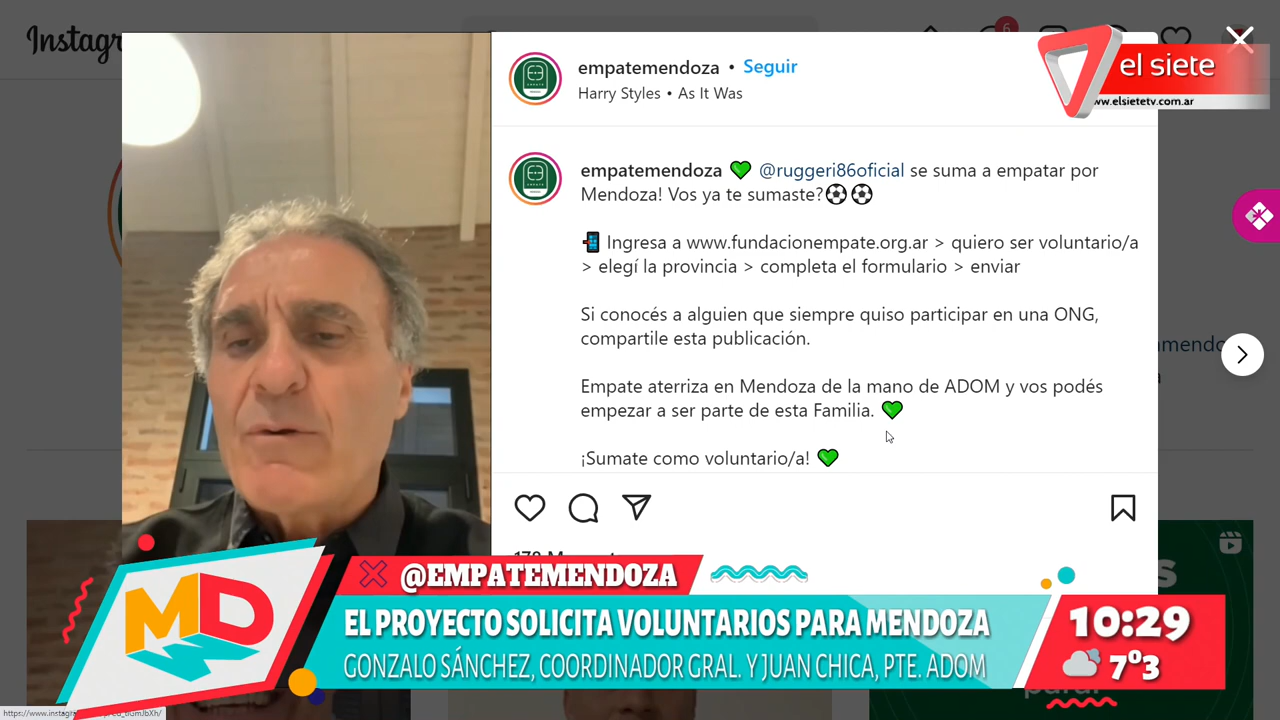 Instagr
6
el siete
www.elsietetv.com.ar
empatemendoza • Seguir
Harry Styles • As It Was
empatemendoza 💚 @ruggeri86oficial se suma a empatar por
Mendoza! Vos ya te sumaste?⚽⚽
📲 Ingresa a www.fundacionempate.org.ar > quiero ser voluntario/a
> elegí la provincia > completa el formulario > enviar
Si conocés a alguien que siempre quiso participar en una ONG,
compartile esta publicación.
Empate aterriza en Mendoza de la mano de ADOM y vos podés
empezar a ser parte de esta Familia. 💚
¡Sumate como voluntario/a! 💚
MD
@EMPATEMENDOZA
EL PROYECTO SOLICITA VOLUNTARIOS PARA MENDOZA
GONZALO SÁNCHEZ, COORDINADOR GRAL. Y JUAN CHICA, PTE. ADOM
10:29
7º3